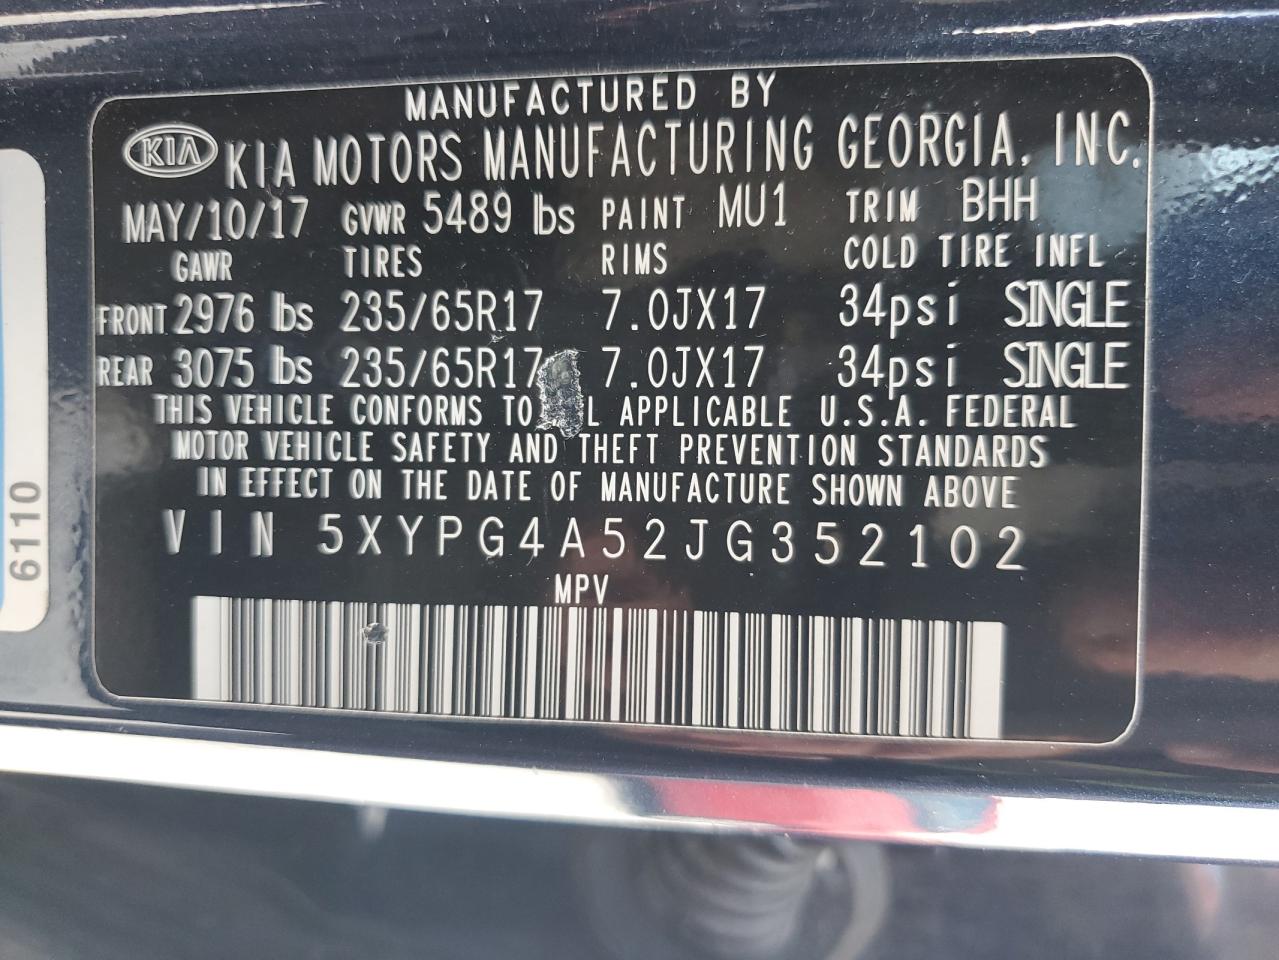 MANUFACTURED BY
KIA KIA MOTORS MANUFACTURING GEORGIA, INC.
MAY/10/17 GVWR 5489 lbs PAINT MU1 TRIM BHH
GAWR TIRES RIMS COLD TIRE INFL
FRONT 2976 lbs 235/65R17 7.0JX17 34psi SINGLE
REAR 3075 lbs 235/65R17 7.0JX17 34psi SINGLE
THIS VEHICLE CONFORMS TO L APPLICABLE U.S.A. FEDERAL
MOTOR VEHICLE SAFETY AND THEFT PREVENTION STANDARDS
IN EFFECT ON THE DATE OF MANUFACTURE SHOWN ABOVE
VIN 5XYPG4A52JG352102
MPV
6110